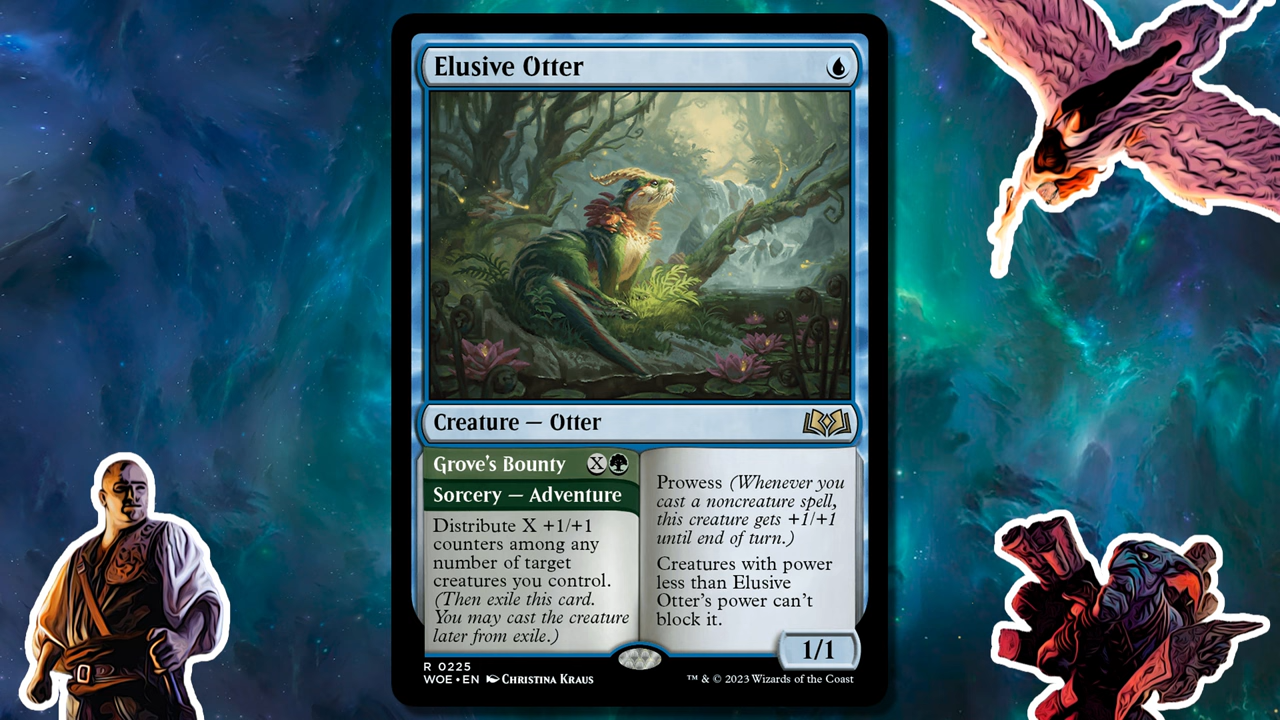 Elusive Otter
Creature — Otter
Grove's Bounty X
Sorcery — Adventure
Distribute X +1/+1
counters among any
number of target
creatures you control.
(Then exile this card.
You may cast the creature
later from exile.)
Prowess (Whenever you
cast a noncreature spell,
this creature gets +1/+1
until end of turn.)
Creatures with power
less than Elusive
Otter's power can't
block it.
1/1
R 0225
WOE • EN Christina Kraus
™ & © 2023 Wizards of the Coast